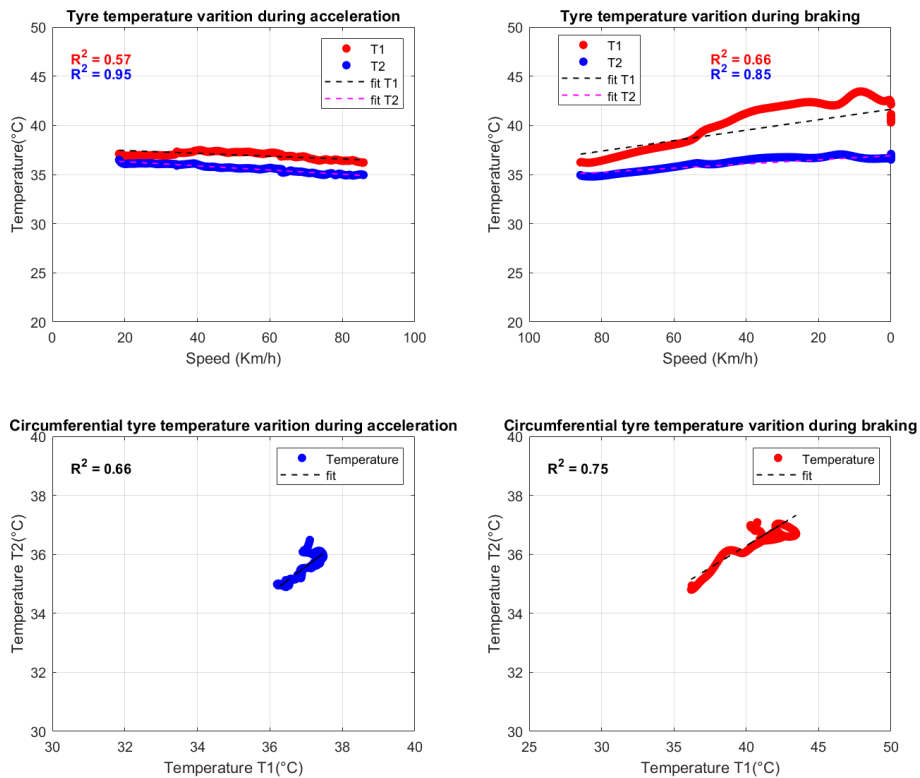 Tyre temperature varition during acceleration
50
45
40
35
30
25
20
Temperature(°C)
R² = 0.57
R² = 0.95
T1
T2
fit T1
fit T2
0 20 40 60 80 100
Speed (Km/h)
Tyre temperature varition during braking
50
45
40
35
30
25
20
Temperature(°C)
T1
T2
fit T1
fit T2
R² = 0.66
R² = 0.85
100 80 60 40 20 0
Speed (Km/h)
Circumferential tyre temperature varition during acceleration
40
38
36
34
32
30
Temperature T2(°C)
R² = 0.66
Temperature
fit
30 32 34 36 38 40
Temperature T1(°C)
Circumferential tyre temperature varition during braking
40
38
36
34
32
30
Temperature T2(°C)
R² = 0.75
Temperature
fit
25 25 35 40 45 50
Temperature T1(°C)